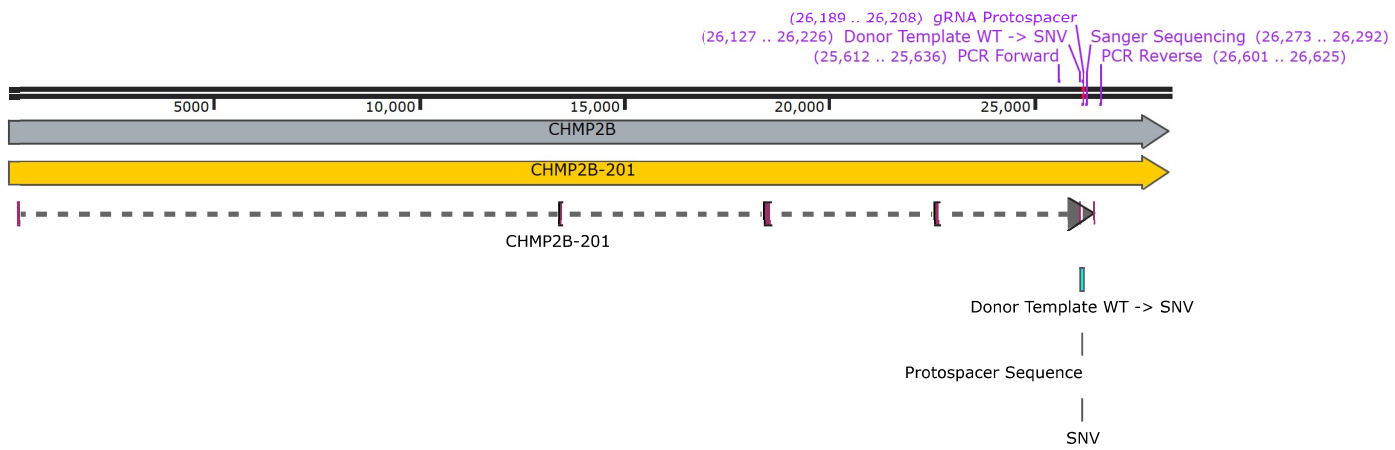 (26,189 .. 26,208) gRNA Protospacer
(26,127 .. 26,226) Donor Template WT -> SNV Sanger Sequencing (26,273 .. 26,292)
(25,612 .. 25,636) PCR Forward PCR Reverse (26,601 .. 26,625)
5000 10,000 15,000 20,000 25,000
CHMP2B
CHMP2B-201
CHMP2B-201
Donor Template WT -> SNV
Protospacer Sequence
SNV